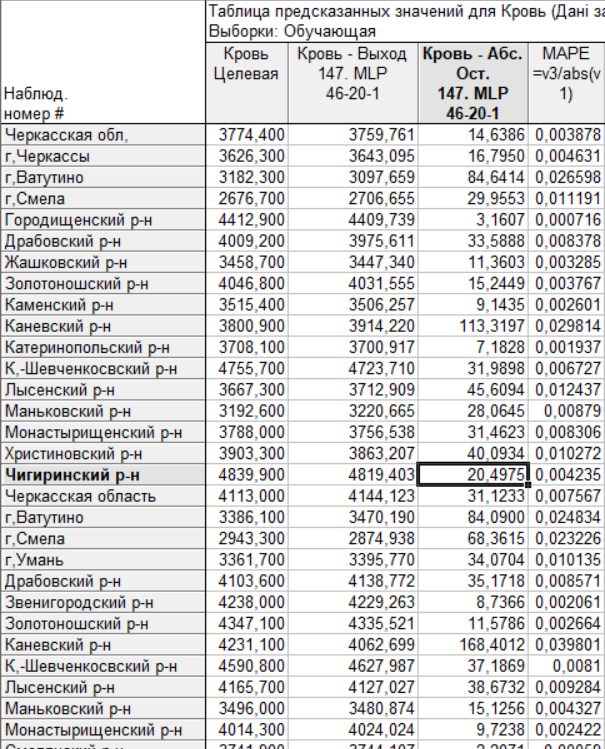 Таблица предсказанных значений для Кровь (Дані за
Выборки: Обучающая
Наблюд. номер # Кровь Целевая Кровь - Выход 147. MLP 46-20-1 Кровь - Абс. Ост. 147. MLP 46-20-1 MAPE =v3/abs(v1)
Черкасская обл, 3774,400 3759,761 14,6386 0,003878
г,Черкассы 3626,300 3643,095 16,7950 0,004631
г,Ватутино 3182,300 3097,659 84,6414 0,026598
г,Смела 2676,700 2706,655 29,9553 0,011191
Городищенский р-н 4412,900 4409,739 3,1607 0,000716
Драбовский р-н 4009,200 3975,611 33,5888 0,008378
Жашковский р-н 3458,700 3447,340 11,3603 0,003285
Золотоношский р-н 4046,800 4031,555 15,2449 0,003767
Каменский р-н 3515,400 3506,257 9,1435 0,002601
Каневский р-н 3800,900 3914,220 113,3197 0,029814
Катеринопольский р-н 3708,100 3700,917 7,1828 0,001937
К,-Шевченкосвский р-н 4755,700 4723,710 31,9898 0,006727
Лысенский р-н 3667,300 3712,909 45,6094 0,012437
Маньковский р-н 3192,600 3220,665 28,0645 0,00879
Монастырищенский р-н 3788,000 3756,538 31,4623 0,008306
Христиновский р-н 3903,300 3863,207 40,0934 0,010272
Чигиринский р-н 4839,900 4819,403 20,4975 0,004235
Черкасская область 4113,000 4144,123 31,1233 0,007567
г,Ватутино 3386,100 3470,190 84,0900 0,024834
г,Смела 2943,300 2874,938 68,3615 0,023226
г,Умань 3361,700 3395,770 34,0704 0,010135
Драбовский р-н 4103,600 4138,772 35,1718 0,008571
Звенигородский р-н 4238,000 4229,263 8,7366 0,002061
Золотоношский р-н 4347,100 4335,521 11,5786 0,002664
Каневский р-н 4231,100 4062,699 168,4012 0,039801
К,-Шевченкосвский р-н 4590,800 4627,987 37,1869 0,0081
Лысенский р-н 4165,700 4127,027 38,6732 0,009284
Маньковский р-н 3496,000 3480,874 15,1256 0,004327
Монастырищенский р-н 4014,300 4024,024 9,7238 0,002422